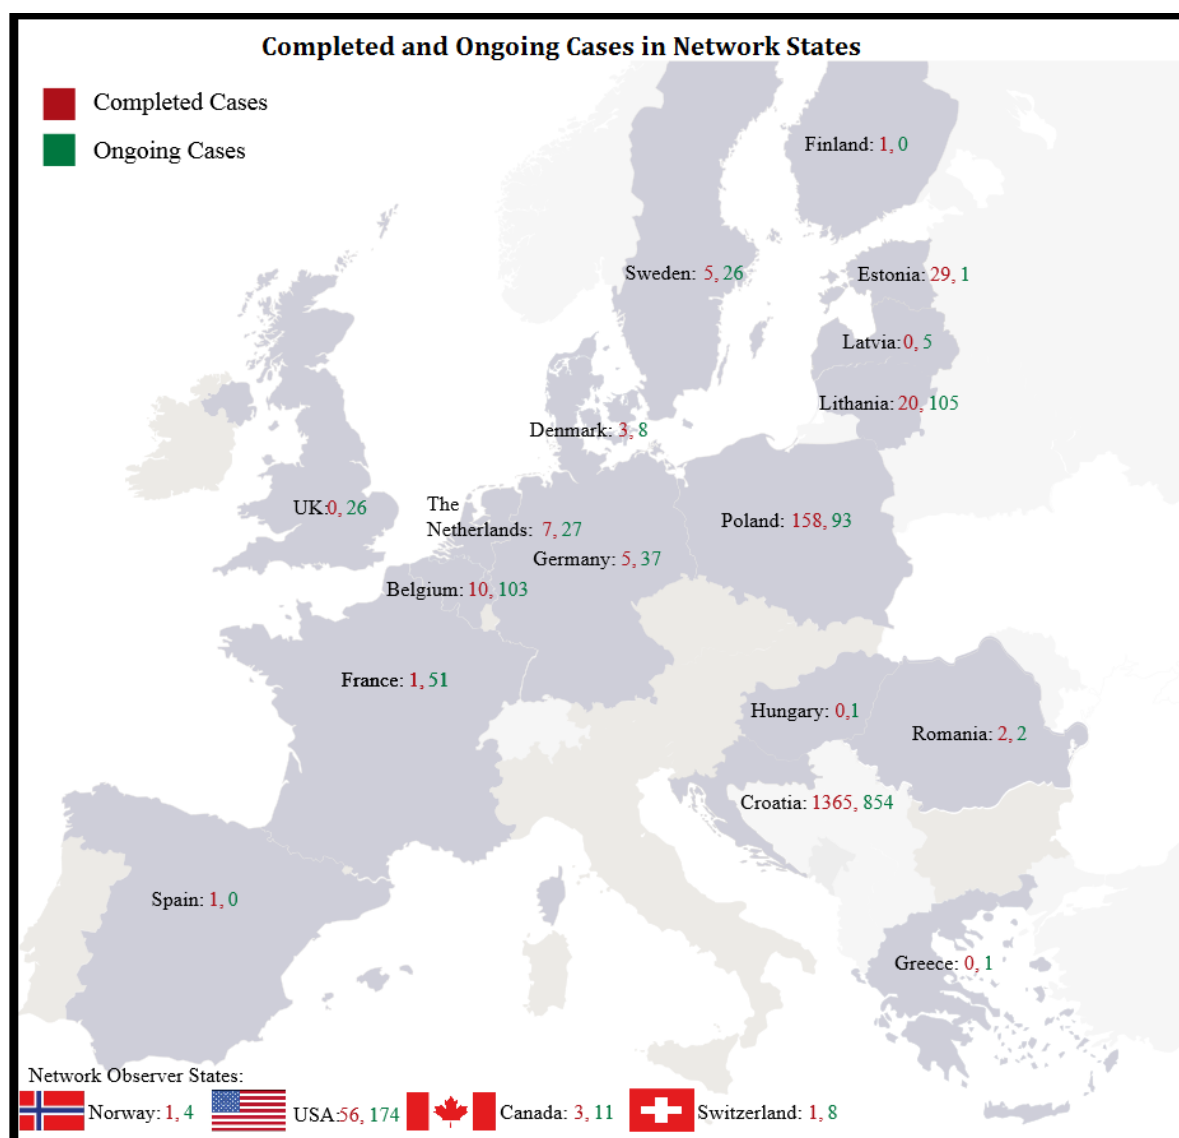 Completed and Ongoing Cases in Network States
Completed Cases
Ongoing Cases
Finland: 1, 0
Sweden: 5, 26
Estonia: 29, 1
Latvia: 0, 5
Lithania: 20, 105
Denmark: 3, 8
UK: 0, 26
The
Netherlands: 7, 27
Poland: 158, 93
Germany: 5, 37
Belgium: 10, 103
France: 1, 51
Hungary: 0,1
Romania: 2, 2
Croatia: 1365, 854
Spain: 1, 0
Greece: 0, 1
Network Observer States:
Norway: 1, 4 USA:56, 174 Canada: 3, 11 Switzerland: 1, 8